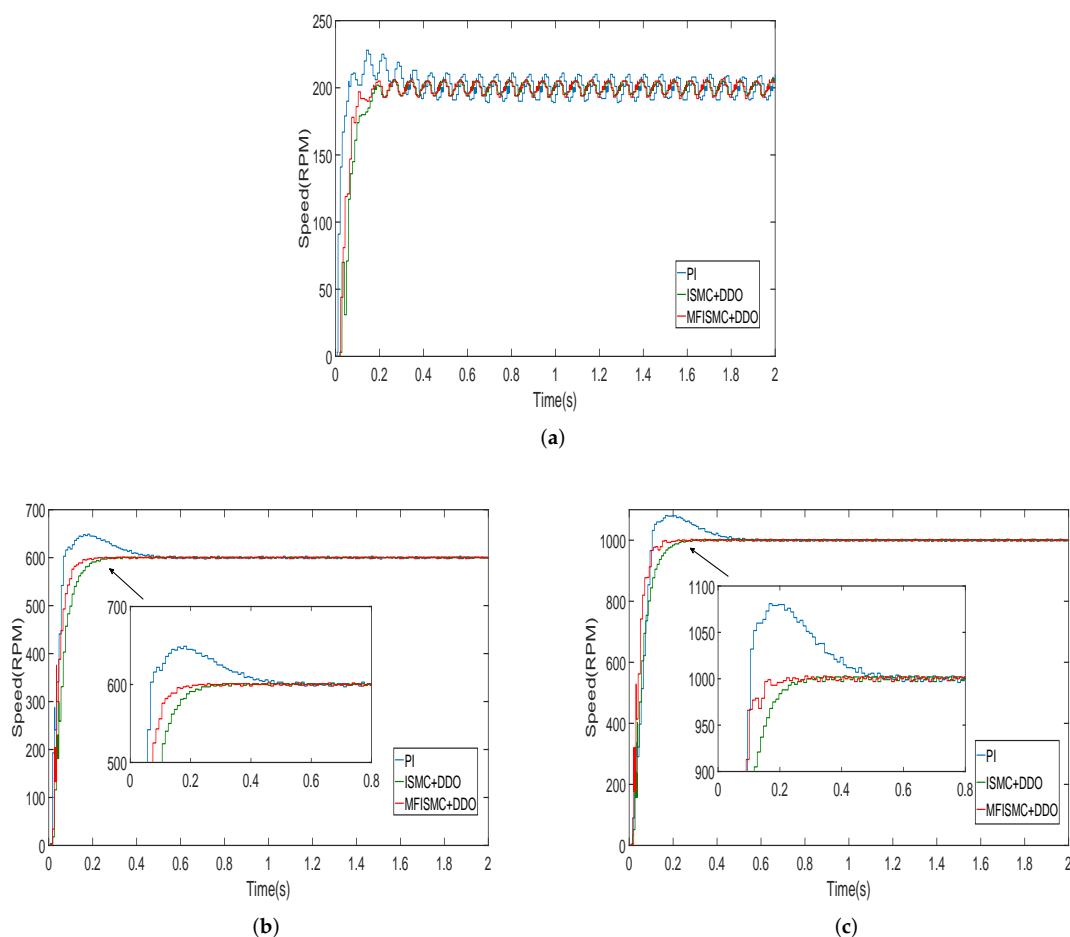 250
200
150
100
50
0
Speed(RPM)
PI
ISMC+DDO
MFISMC+DDO
0 0.2 0.4 0.6 0.8 1 1.2 1.4 1.6 1.8 2
Time(s)
(a)
700
600
500
400
300
200
100
0
Speed(RPM)
700
600
500
0 0.2 0.4 0.6 0.8
PI
ISMC+DDO
MFISMC+DDO
0 0.2 0.4 0.6 0.8 1 1.2 1.4 1.6 1.8 2
Time(s)
(b)
1000
800
600
400
200
0
Speed(RPM)
1100
1050
1000
950
900
0 0.2 0.4 0.6 0.8
PI
ISMC+DDO
MFISMC+DDO
0 0.2 0.4 0.6 0.8 1 1.2 1.4 1.6 1.8 2
Time(s)
(c)